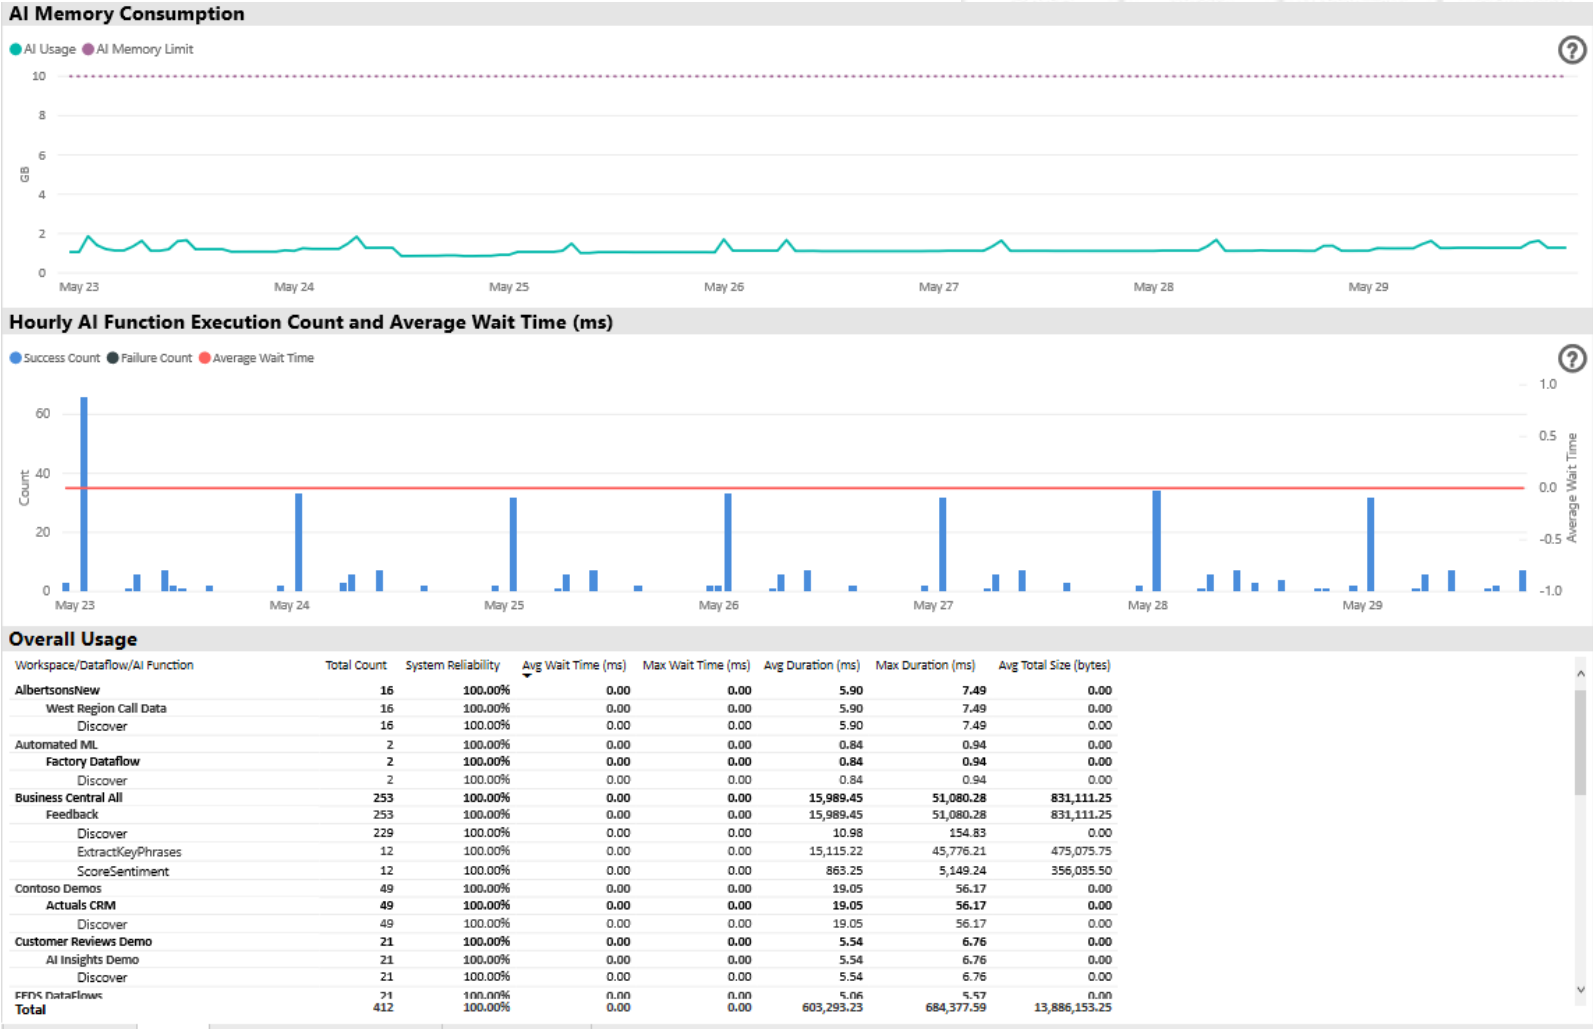 AI Memory Consumption
AI Usage AI Memory Limit
?
10
8
6
4
2
0
GB
May 23 May 24 May 25 May 26 May 27 May 28 May 29
Hourly AI Function Execution Count and Average Wait Time (ms)
Success Count Failure Count Average Wait Time
?
60
40
20
0
Count
1.0
0.5
0.0
-0.5
-1.0
Average Wait Time
May 23 May 24 May 25 May 26 May 27 May 28 May 29
Overall Usage
Workspace/Dataflow/AI Function Total Count System Reliability Avg Wait Time (ms) Max Wait Time (ms) Avg Duration (ms) Max Duration (ms) Avg Total Size (bytes)
AlbertsonsNew 16 100.00% 0.00 0.00 5.90 7.49 0.00
West Region Call Data 16 100.00% 0.00 0.00 5.90 7.49 0.00
Discover 16 100.00% 0.00 0.00 5.90 7.49 0.00
Automated ML 2 100.00% 0.00 0.00 0.84 0.94 0.00
Factory Dataflow 2 100.00% 0.00 0.00 0.84 0.94 0.00
Discover 2 100.00% 0.00 0.00 0.84 0.94 0.00
Business Central All 253 100.00% 0.00 0.00 15,989.45 51,080.28 831,111.25
Feedback 253 100.00% 0.00 0.00 15,989.45 51,080.28 831,111.25
Discover 229 100.00% 0.00 0.00 10.98 154.83 0.00
ExtractKeyPhrases 12 100.00% 0.00 0.00 15,115.22 45,776.21 475,075.75
ScoreSentiment 12 100.00% 0.00 0.00 863.25 5,149.24 356,035.50
Contoso Demos 49 100.00% 0.00 0.00 19.05 56.17 0.00
Actuals CRM 49 100.00% 0.00 0.00 19.05 56.17 0.00
Discover 49 100.00% 0.00 0.00 19.05 56.17 0.00
Customer Reviews Demo 21 100.00% 0.00 0.00 5.54 6.76 0.00
AI Insights Demo 21 100.00% 0.00 0.00 5.54 6.76 0.00
Discover 21 100.00% 0.00 0.00 5.54 6.76 0.00
DataFlows 21 100.00% 0.00 0.00 5.06 5.57 0.00
Total 412 100.00% 0.00 0.00 603,293.23 684,377.59 13,886,153.25